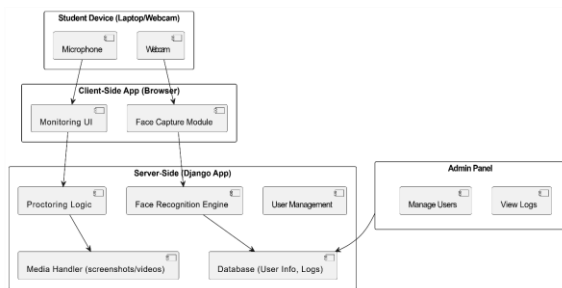 Student Device (Laptop/Webcam)
Microphone
Webcam
Client-Side App (Browser)
Monitoring UI
Face Capture Module
Server-Side (Django App)
Admin Panel
Proctoring Logic
Face Recognition Engine
User Management
Manage Users
View Logs
Media Handler (screenshots/videos)
Database (User Info, Logs)